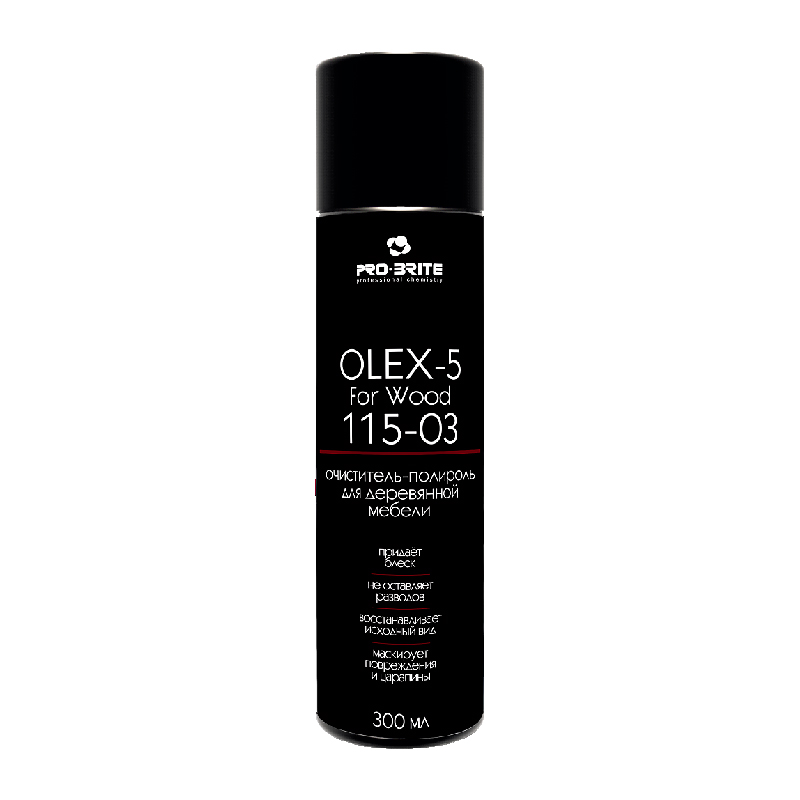 PRO-BRITE
professional chemistry
OLEX-5
For Wood
115-03
очиститель-полироль
для деревянной
мебели
придаёт
блеск
не оставляет
разводов
восстанавливает
исходный вид
маскирует
повреждения
и царапины
300 мл